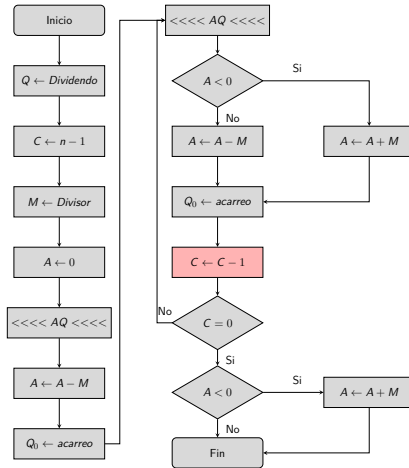 Inicio
Q ← Dividendo
C ← n − 1
M ← Divisor
A ← 0
<<<< AQ <<<<
A ← A − M
Q₀ ← acarreo
<<<< AQ <<<<
A < 0
Si
No
A ← A − M
A ← A + M
Q₀ ← acarreo
C ← C − 1
No
C = 0
Si
A < 0
Si
A ← A + M
No
Fin